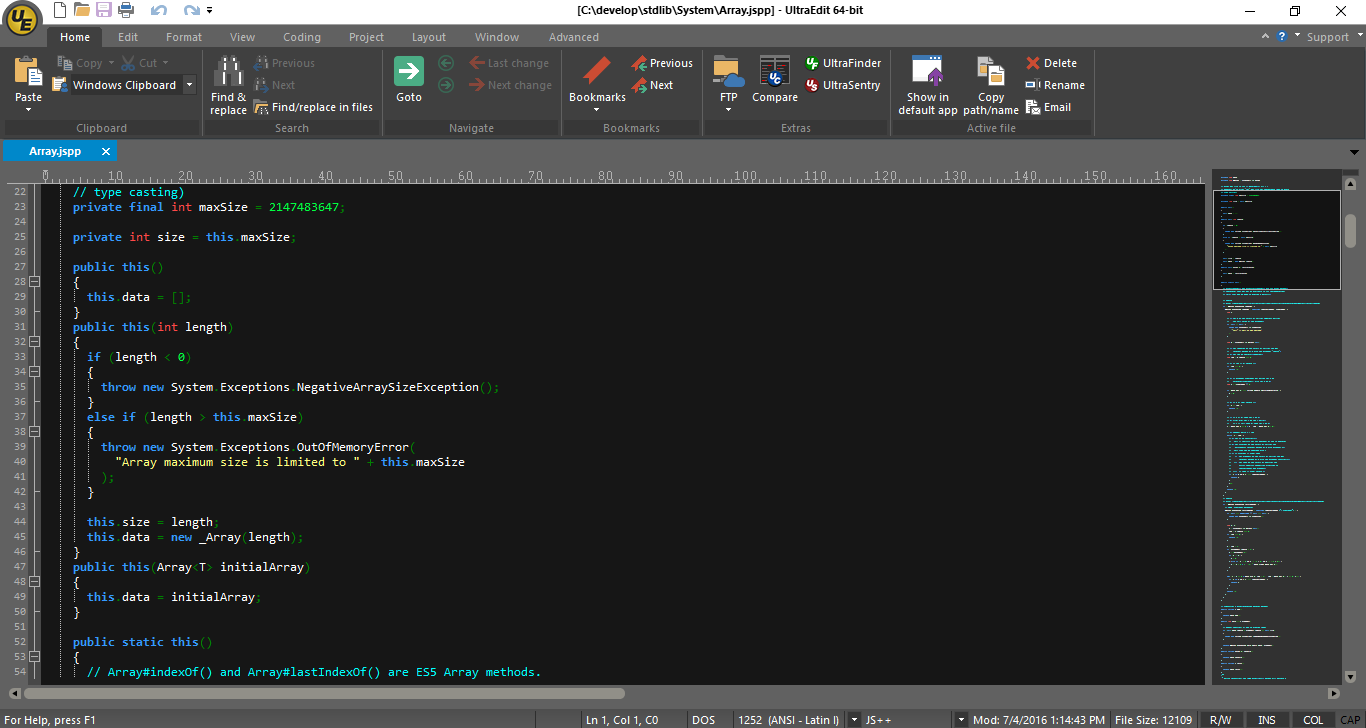 [C:\develop\stdlib\System\Array.jspp] - UltraEdit 64-bit
UE
Home Edit Format View Coding Project Layout Window Advanced Support
Paste
Copy Cut
Windows Clipboard
Clipboard
Find & replace
Previous
Next
Find/replace in files
Search
Goto
Last change
Next change
Navigate
Bookmarks
Previous
Next
Bookmarks
FTP
Compare
UltraFinder
UltraSentry
Extras
Show in default app
Copy path/name
Delete
Rename
Email
Active file
Array.jspp
0 10 20 30 40 50 60 70 80 90 100 110 120 130 140 150 160
22 // type casting)
23 private final int maxSize = 2147483647;
24
25 private int size = this.maxSize;
26
27 public this()
28 {
29 this.data = [];
30 }
31 public this(int length)
32 {
33 if (length < 0)
34 {
35 throw new System.Exceptions.NegativeArraySizeException();
36 }
37 else if (length > this.maxSize)
38 {
39 throw new System.Exceptions.OutOfMemoryError(
40 "Array maximum size is limited to " + this.maxSize
41 );
42 }
43
44 this.size = length;
45 this.data = new _Array(length);
46 }
47 public this(Array<T> initialArray)
48 {
49 this.data = initialArray;
50 }
51
52 public static this()
53 {
54 // Array#indexOf() and Array#lastIndexOf() are ES5 Array methods.
For Help, press F1 Ln 1, Col 1, C0 DOS 1252 (ANSI - Latin I) JS++ Mod: 7/4/2016 1:14:43 PM File Size: 12109 R/W INS COL CAP